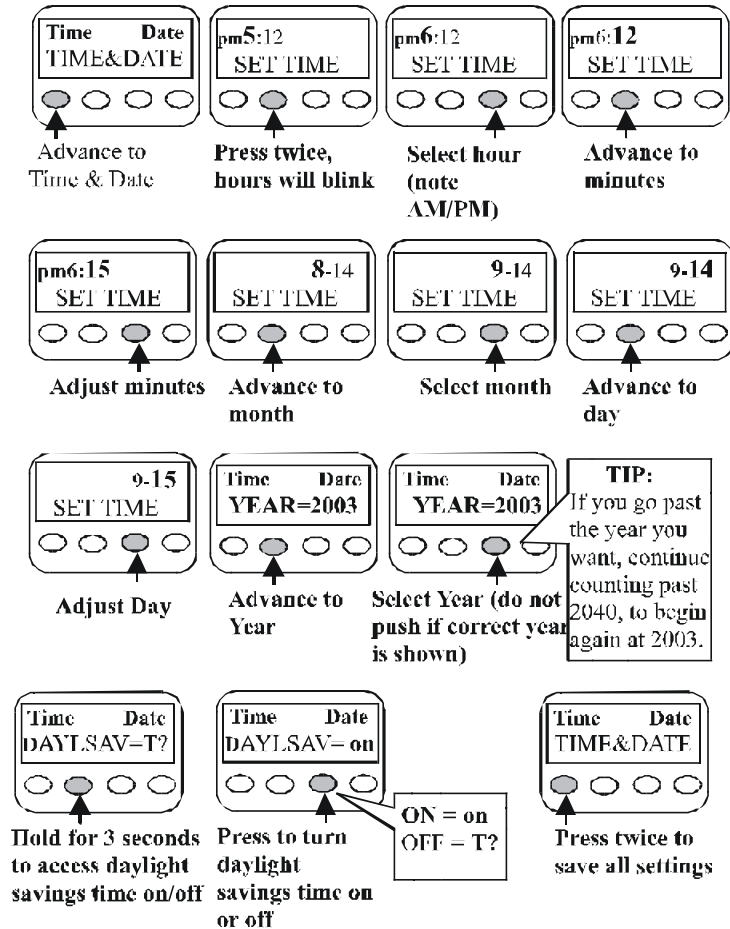 Time Date
TIME&DATE
Advance to
Time & Date
pm5:12
SET TIME
Press twice,
hours will blink
pm6:12
SET TIME
Select hour
(note
AM/PM)
pm6:12
SET TIME
Advance to
minutes
pm6:15
SET TIME
Adjust minutes
8-14
SET TIME
Advance to
month
9-14
SET TIME
Select month
9-14
SET TIME
Advance to
day
9-15
SET TIME
Adjust Day
Time Date
YEAR=2003
Advance to
Year
Time Date
YEAR=2003
Select Year (do not
push if correct year
is shown)
TIP:
If you go past
the year you
want, continue
counting past
2040, to begin
again at 2003.
Time Date
DAYLSAV=T?
Hold for 3 seconds
to access daylight
savings time on/off
Time Date
DAYLSAV= on
Press to turn
daylight
savings time on
or off
ON = on
OFF = T?
Time Date
TIME&DATE
Press twice to
save all settings